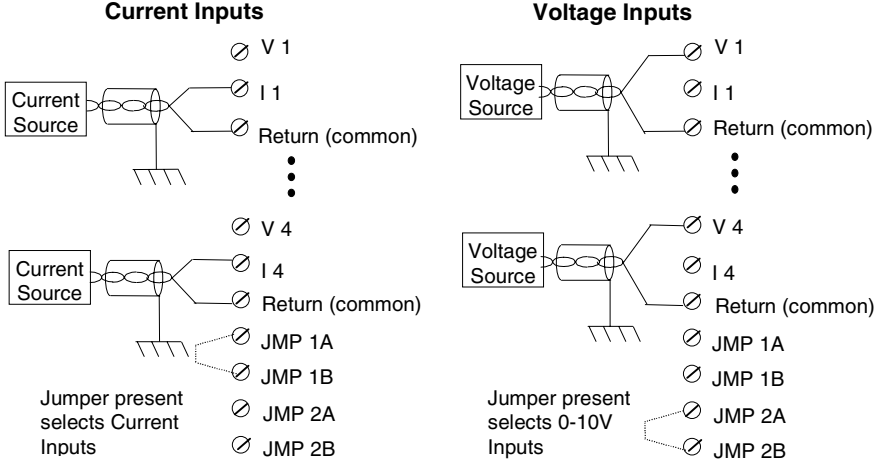 Current Inputs
V 1
Current
Source
I 1
Return (common)
V 4
Current
Source
I 4
Return (common)
JMP 1A
JMP 1B
JMP 2A
JMP 2B
Jumper present
selects Current
Inputs
Voltage Inputs
V 1
Voltage
Source
I 1
Return (common)
V 4
Voltage
Source
I 4
Return (common)
JMP 1A
JMP 1B
JMP 2A
JMP 2B
Jumper present
selects 0-10V
Inputs